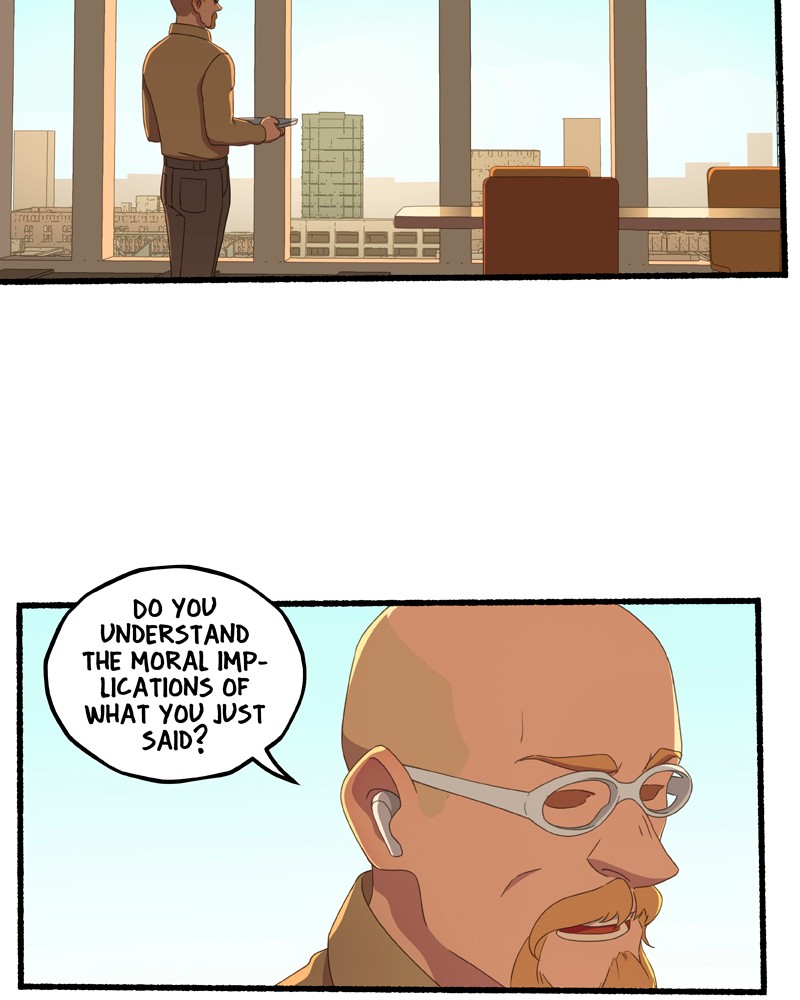 DO YOU
UNDERSTAND
THE MORAL IMP-
LICATIONS OF
WHAT YOU JUST
SAID?